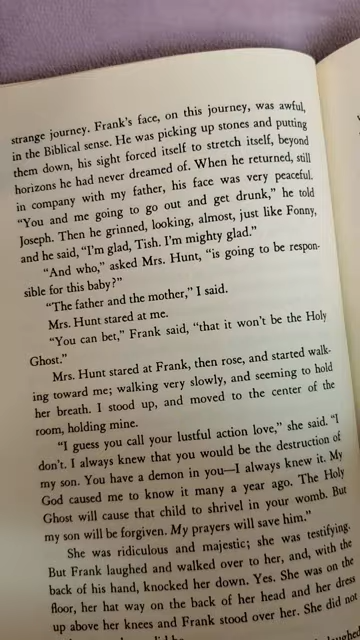 strange journey. Frank's face, on this journey, was awful,
in the Biblical sense. He was picking up stones and putting
them down, his sight forced itself to stretch itself, beyond
horizons he had never dreamed of. When he returned, still
in company with my father, his face was very peaceful.
"You and me going to go out and get drunk," he told
Joseph. Then he grinned, looking, almost, just like Fonny,
and he said, "I'm glad, Tish. I'm mighty glad."
"And who," asked Mrs. Hunt, "is going to be respon-
sible for this baby?"
"The father and the mother," I said.
Mrs. Hunt stared at me.
"You can bet," Frank said, "that it won't be the Holy
Ghost."
Mrs. Hunt stared at Frank, then rose, and started walk-
ing toward me; walking very slowly, and seeming to hold
her breath. I stood up, and moved to the center of the
room, holding mine.
"I guess you call your lustful action love," she said. "I
don't. I always knew that you would be the destruction of
my son. You have a demon in you—I always knew it. My
God caused me to know it many a year ago. The Holy
Ghost will cause that child to shrivel in your womb. But
my son will be forgiven. My prayers will save him."
She was ridiculous and majestic; she was testifying.
But Frank laughed and walked over to her, and, with the
back of his hand, knocked her down. Yes. She was on the
floor, her hat way on the back of her head and her dress
up above her knees and Frank stood over her. She did not